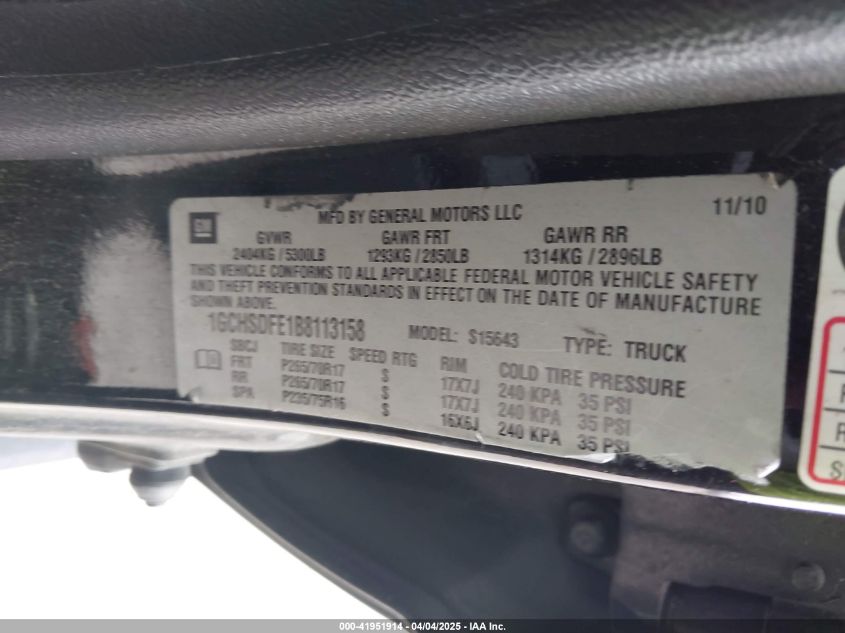 GM
MFD BY GENERAL MOTORS LLC
11/10
GVWR GAWR FRT GAWR RR
2404KG / 5300LB 1293KG / 2850LB 1314KG / 2896LB
THIS VEHICLE CONFORMS TO ALL APPLICABLE FEDERAL MOTOR VEHICLE SAFETY
AND THEFT PREVENTION STANDARDS IN EFFECT ON THE DATE OF MANUFACTURE
SHOWN ABOVE.
1GCHSDFE1B8113158 MODEL: S15643 TYPE: TRUCK
SBCJ TIRE SIZE SPEED RTG RIM COLD TIRE PRESSURE
FRT P265/70R17 S 17X7J 240 KPA 35 PSI
RR P265/70R17 S 17X7J 240 KPA 35 PSI
SPA P235/75R16 S 16X6J 240 KPA 35 PSI
000-41951914 - 04/04/2025 - IAA Inc.